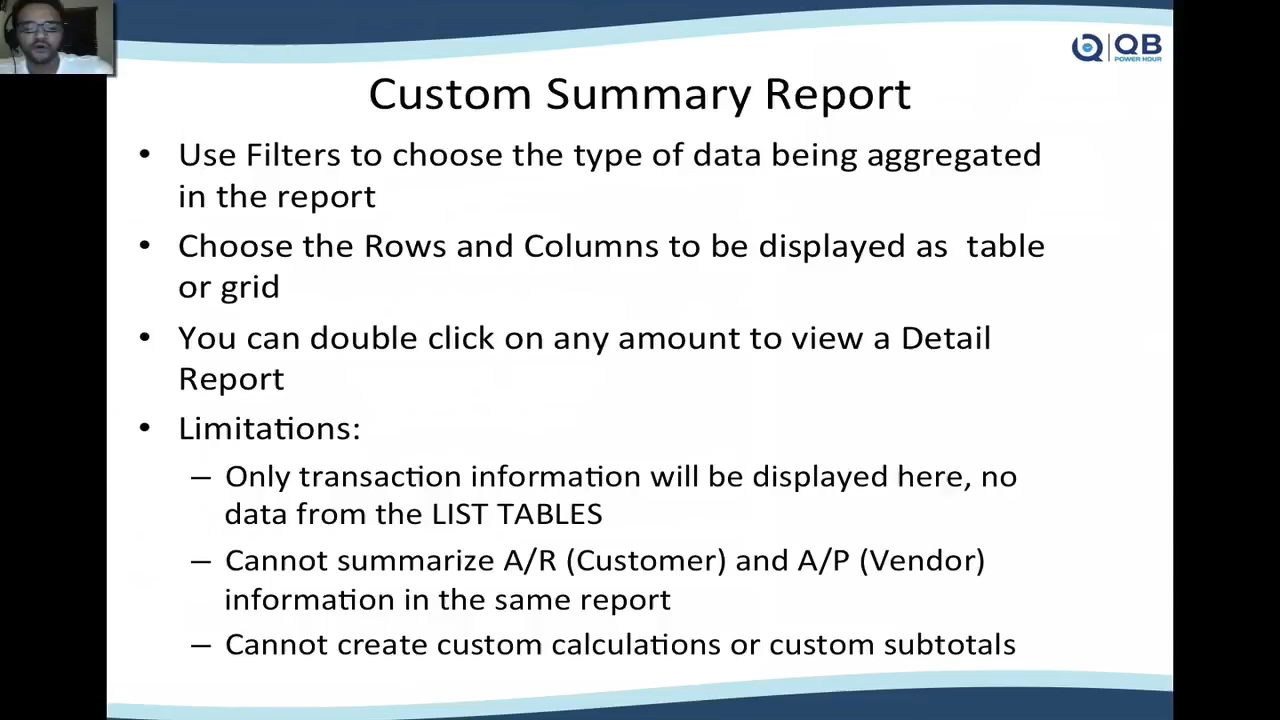 QB
POWER HOUR
Custom Summary Report
• Use Filters to choose the type of data being aggregated
in the report
• Choose the Rows and Columns to be displayed as  table
or grid
• You can double click on any amount to view a Detail
Report
• Limitations:
– Only transaction information will be displayed here, no
data from the LIST TABLES
– Cannot summarize A/R (Customer) and A/P (Vendor)
information in the same report
– Cannot create custom calculations or custom subtotals